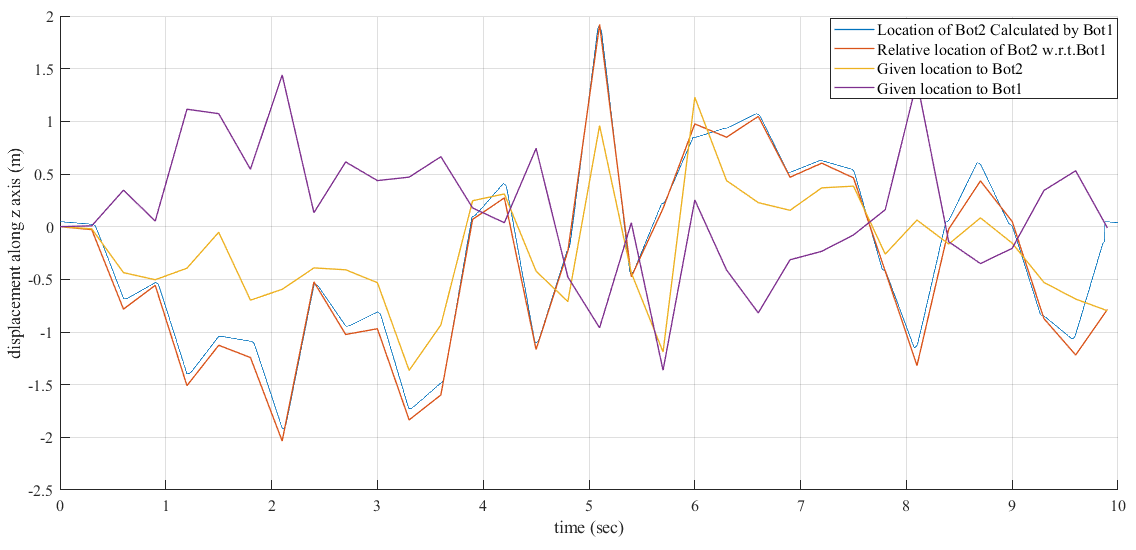 2
1.5
1
0.5
0
-0.5
-1
-1.5
-2
-2.5
displacement along z axis (m)
0 1 2 3 4 5 6 7 8 9 10
time (sec)
Location of Bot2 Calculated by Bot1
Relative location of Bot2 w.r.t.Bot1
Given location to Bot2
Given location to Bot1